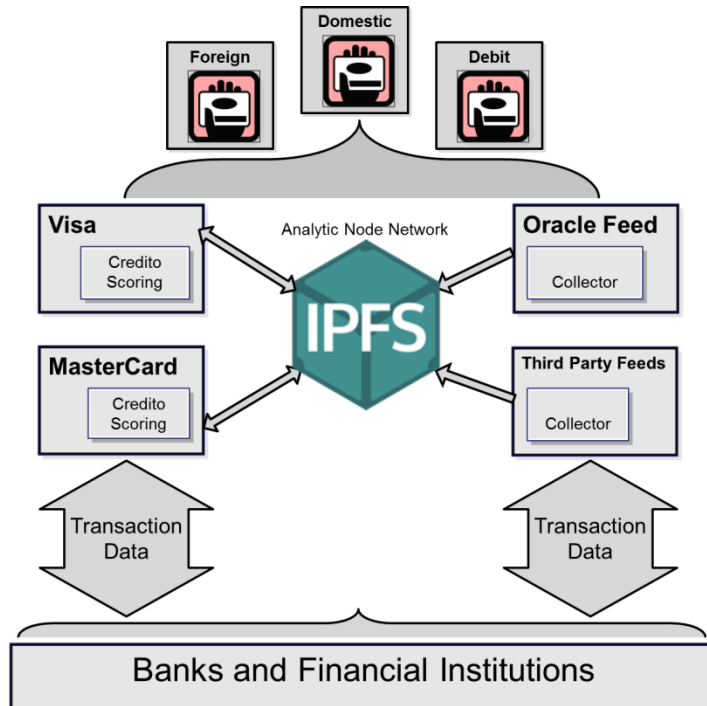 Domestic
Foreign
Debit
Visa
Credito
Scoring
Analytic Node Network
IPFS
Oracle Feed
Collector
MasterCard
Credito
Scoring
Third Party Feeds
Collector
Transaction
Data
Transaction
Data
Banks and Financial Institutions